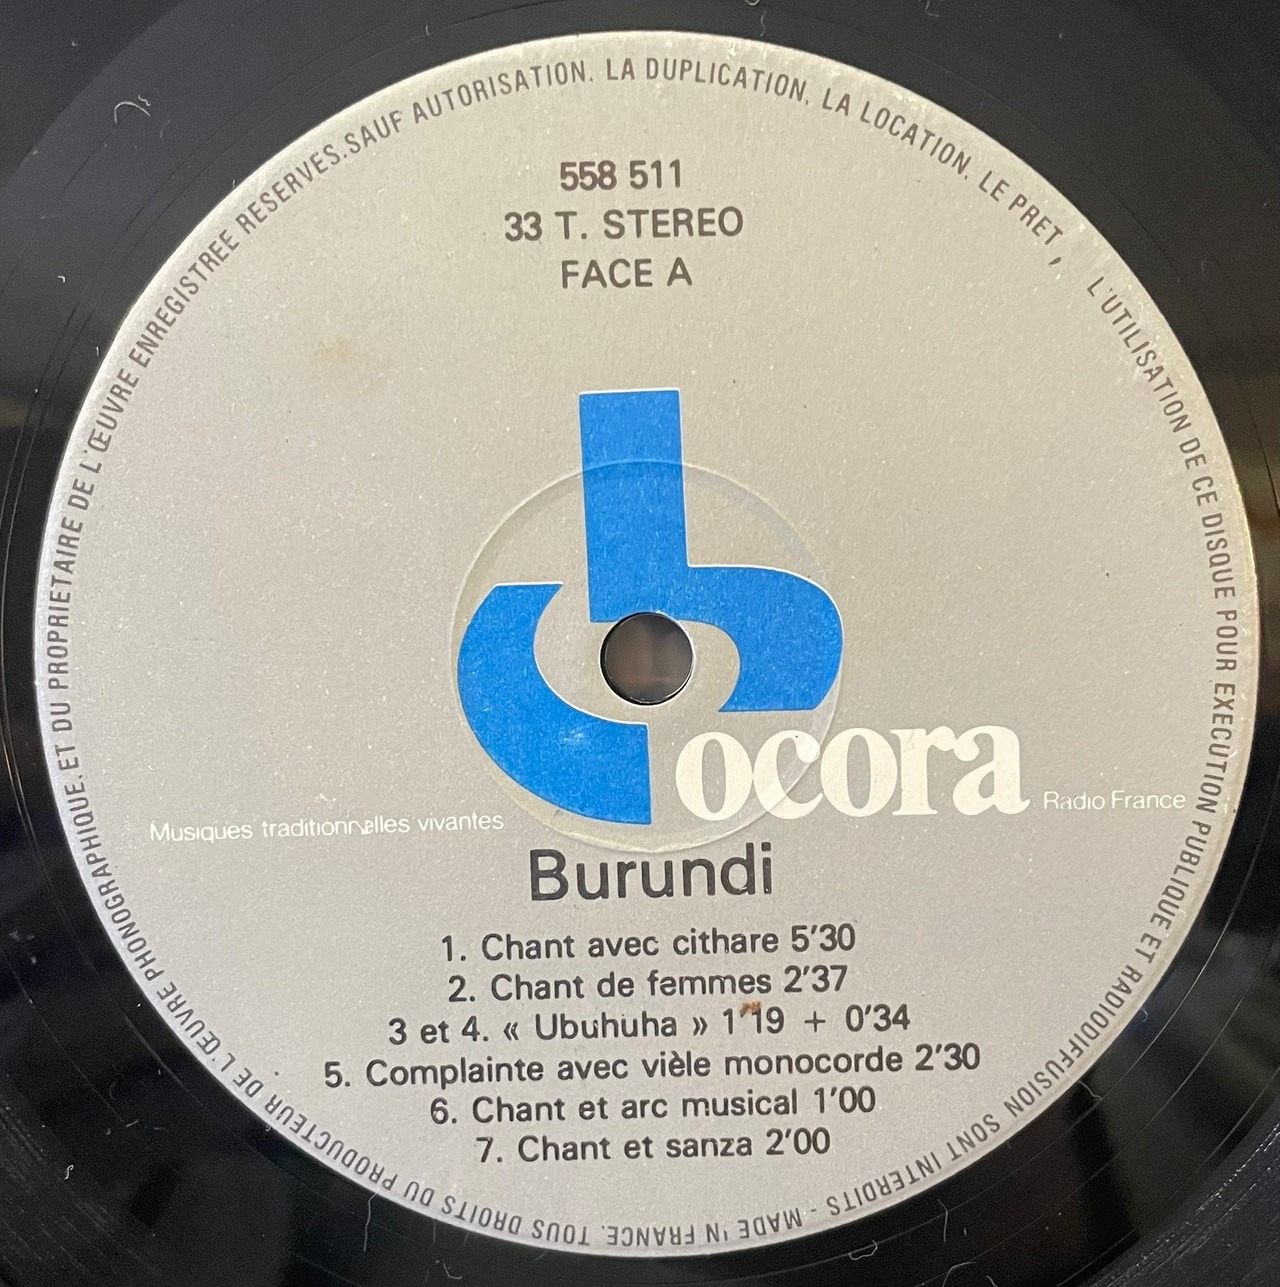 558 511
33 T. STEREO
FACE A
ocora
Radio France
Musiques traditionnelles vivantes
Burundi
1. Chant avec cithare 5'30
2. Chant de femmes 2'37
3 et 4. « Ubuhuha » 1'19 + 0'34
5. Complainte avec vièle monocorde 2'30
6. Chant et arc musical 1'00
7. Chant et sanza 2'00
TOUS DROITS DU PRODUCTEUR DE L'ŒUVRE PHONOGRAPHIQUE. ET DU PROPRIETAIRE DE L'ŒUVRE ENREGISTREE RESERVES. SAUF AUTORISATION. LA DUPLICATION. LA LOCATION. LE PRET, L'UTILISATION DE CE DISQUE POUR EXECUTION PUBLIQUE ET RADIODIFFUSION SONT INTERDITS - MADE IN FRANCE.